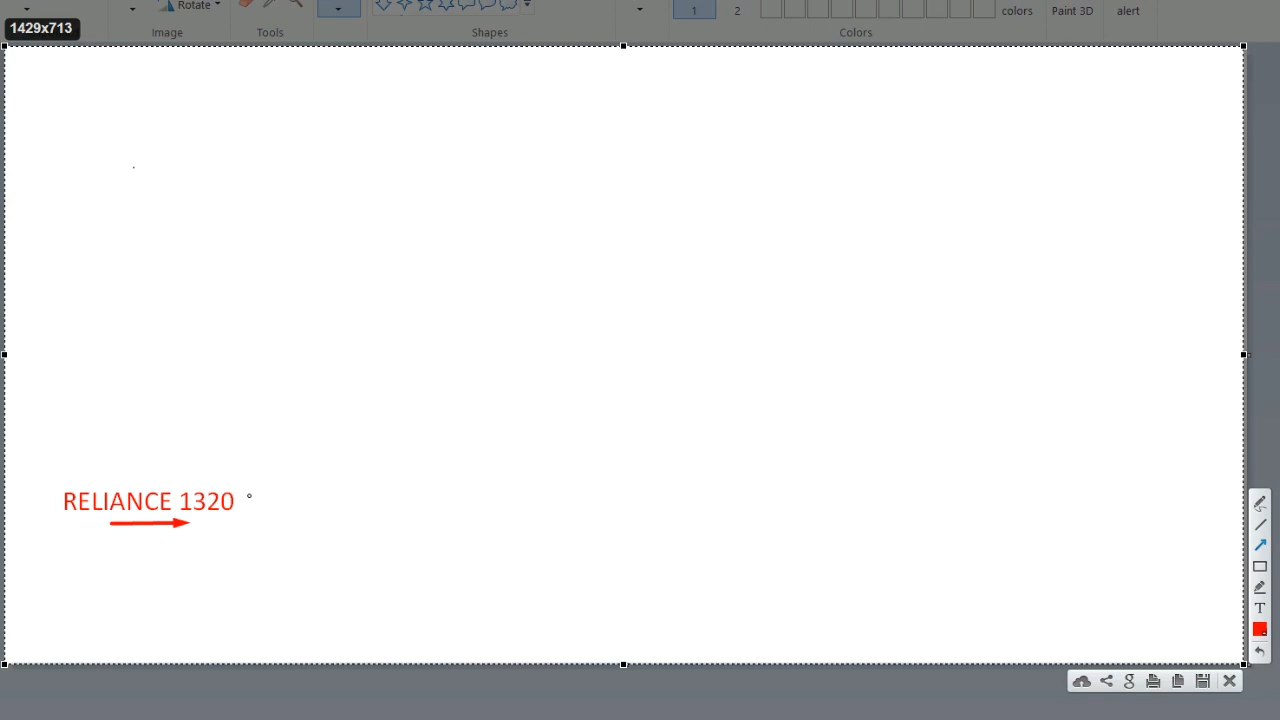 Rotate
1
2
colors
Paint 3D
alert
1429x713
Image
Tools
Shapes
Colors
RELIANCE 1320
T
g